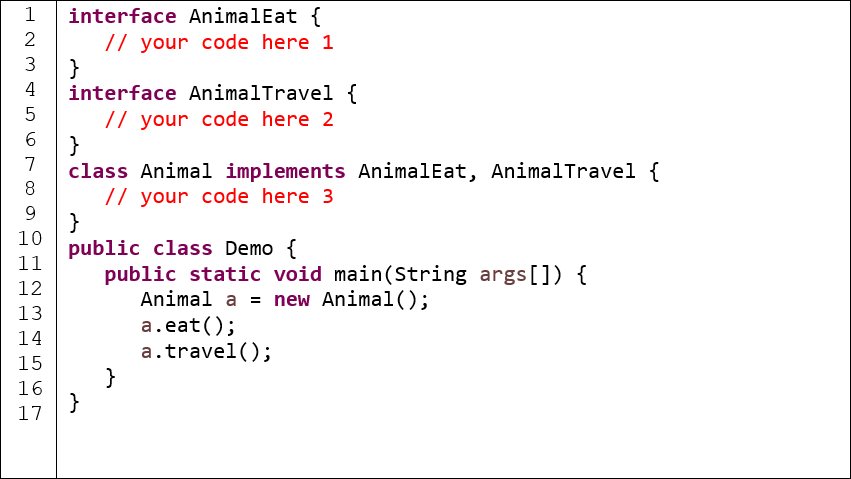 1 interface AnimalEat {
2 // your code here 1
3 }
4 interface AnimalTravel {
5 // your code here 2
6 }
7 class Animal implements AnimalEat, AnimalTravel {
8 // your code here 3
9 }
10 public class Demo {
11 public static void main(String args[]) {
12 Animal a = new Animal();
13 a.eat();
14 a.travel();
15 }
16 }
17